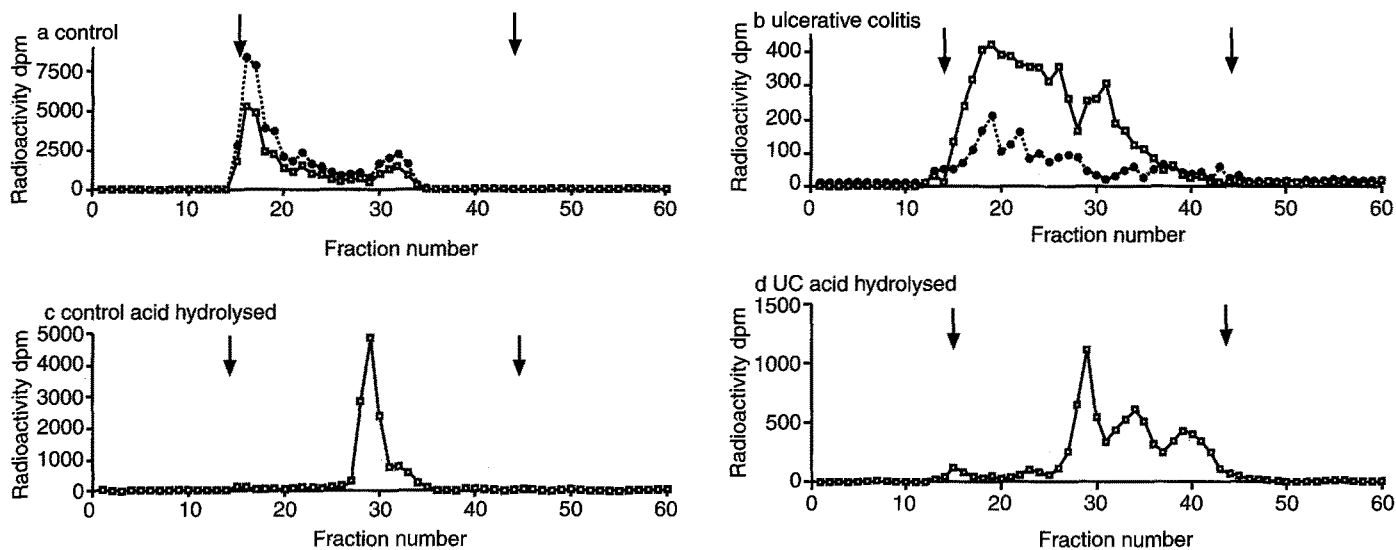 a control
Radioactivity dpm
7500
5000
2500
0
0 10 20 30 40 50 60
Fraction number
b ulcerative colitis
Radioactivity dpm
400
300
200
100
0
0 10 20 30 40 50 60
Fraction number
c control acid hydrolysed
Radioactivity dpm
5000
4000
3000
2000
1000
0
0 10 20 30 40 50 60
Fraction number
d UC acid hydrolysed
Radioactivity dpm
1500
1000
500
0
0 10 20 30 40 50 60
Fraction number